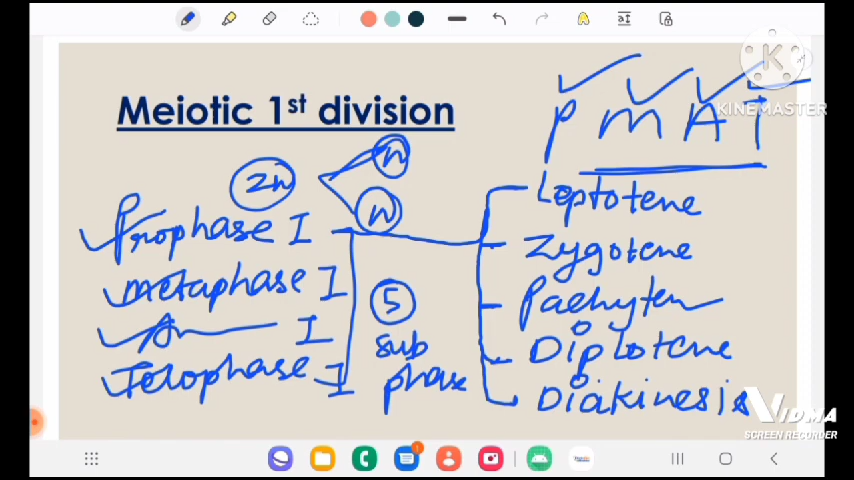 Meiotic 1st division
P M A T
KINEMASTER
2n
n
n
Prophase I
Metaphase I
An I
Telophase I
5
sub
phase
Leptotene
Zygotene
Pachyten
Diplotene
Diakinesis
VIDMA
SCREEN RECORDER